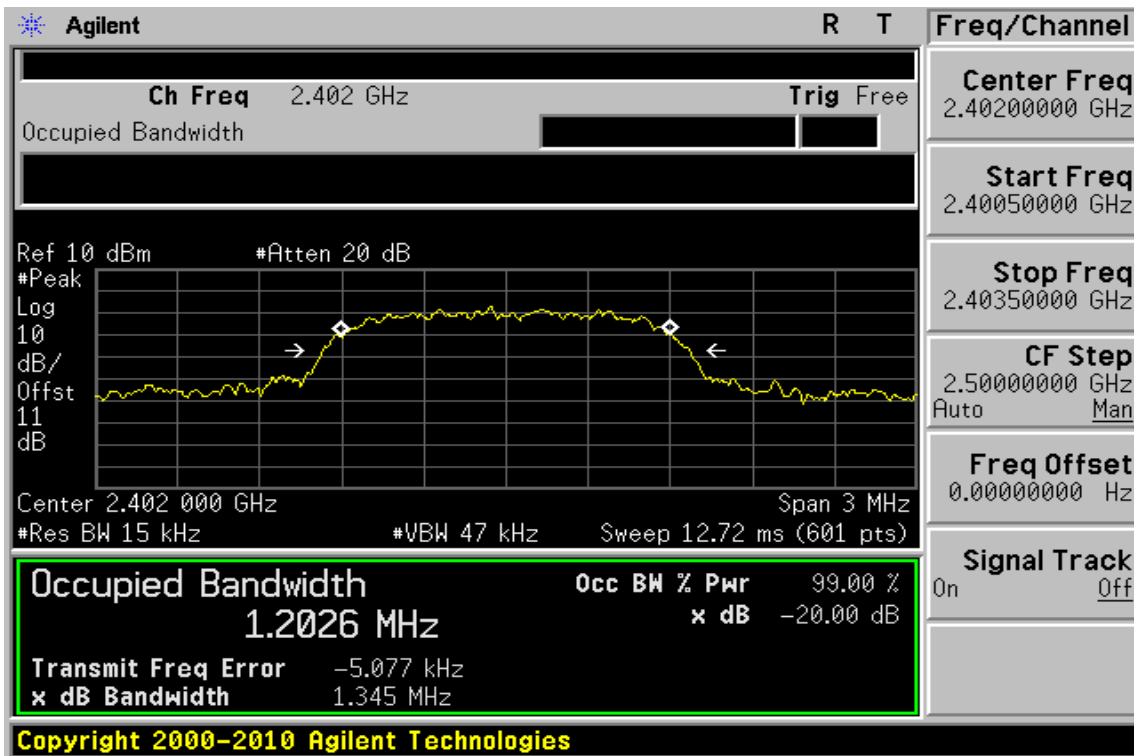 Agilent R T
Ch Freq 2.402 GHz Trig Free
Occupied Bandwidth
Ref 10 dBm #Atten 20 dB
#Peak
Log
10
dB/
Offst
11
dB
Center 2.402 000 GHz Span 3 MHz
#Res BW 15 kHz #VBW 47 kHz Sweep 12.72 ms (601 pts)
Occupied Bandwidth Occ BW % Pwr 99.00 %
1.2026 MHz x dB -20.00 dB
Transmit Freq Error -5.077 kHz
x dB Bandwidth 1.345 MHz
Copyright 2000-2010 Agilent Technologies
Freq/Channel
Center Freq
2.40200000 GHz
Start Freq
2.40050000 GHz
Stop Freq
2.40350000 GHz
CF Step
2.50000000 GHz
Auto Man
Freq Offset
0.00000000 Hz
Signal Track
On Off